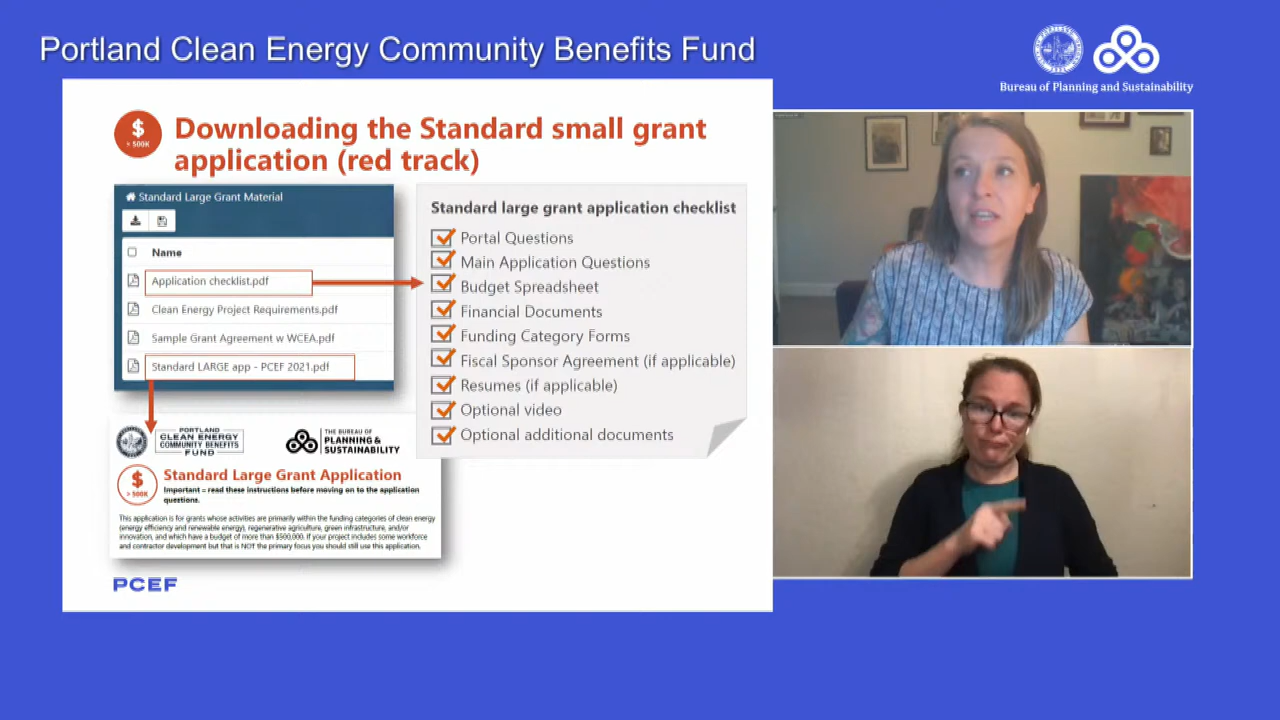 Portland Clean Energy Community Benefits Fund
Bureau of Planning and Sustainability
$
> 500K
Downloading the Standard small grant
application (red track)
Standard Large Grant Material
Name
Application checklist.pdf
Clean Energy Project Requirements.pdf
Sample Grant Agreement w WCEA.pdf
Standard LARGE app - PCEF 2021.pdf
Standard large grant application checklist
Portal Questions
Main Application Questions
Budget Spreadsheet
Financial Documents
Funding Category Forms
Fiscal Sponsor Agreement (if applicable)
Resumes (if applicable)
Optional video
Optional additional documents
PORTLAND
CLEAN ENERGY
COMMUNITY BENEFITS
FUND
THE BUREAU OF
PLANNING &
SUSTAINABILITY
$
> 500K
Standard Large Grant Application
Important – read these instructions before moving on to the application
questions.
This application is for grants whose activities are primarily within the funding categories of clean energy
(energy efficiency and renewable energy), regenerative agriculture, green infrastructure, and/or
innovation, and which have a budget of more than $500,000. If your project includes some workforce
and contractor development but that is NOT the primary focus you should still use this application.
PCEF